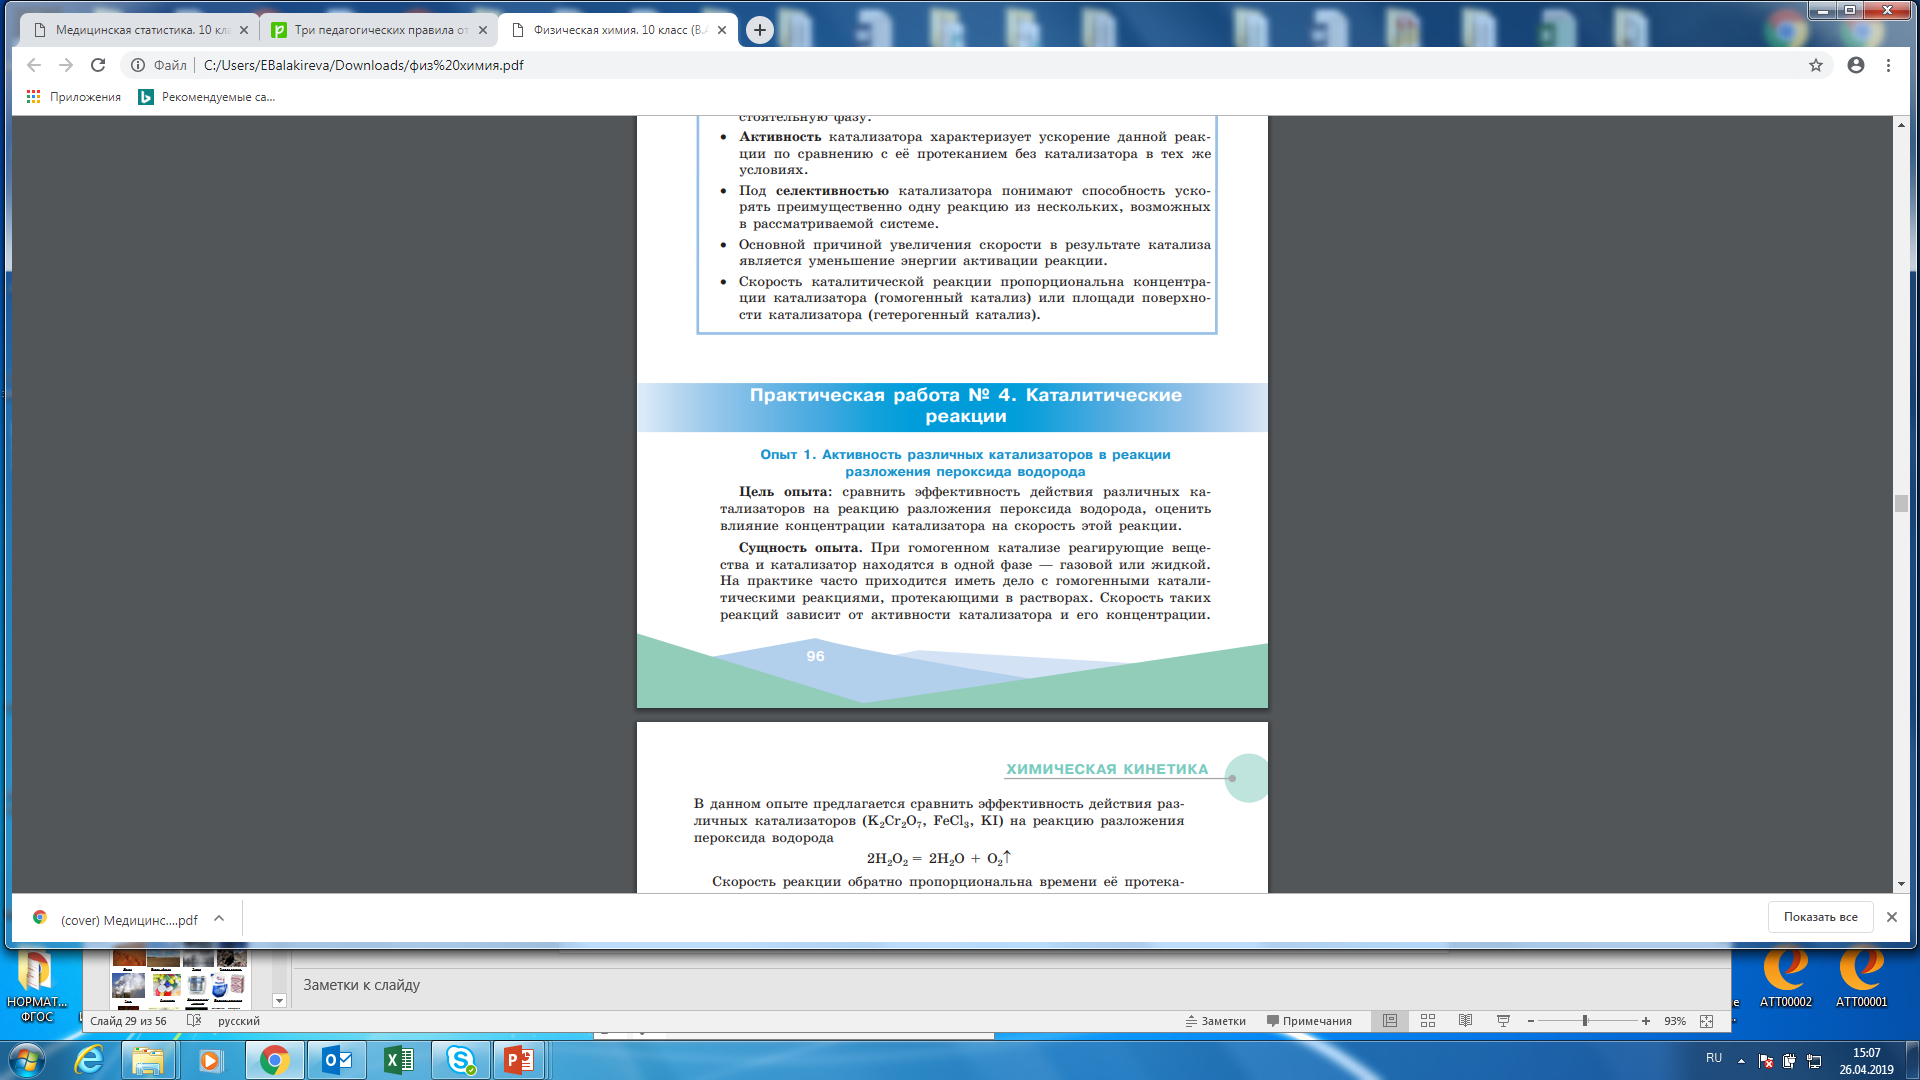 Медицинская статистика. 10 кла
Три педагогических правила от
Физическая химия. 10 класс (В.А
Файл
C:/Users/EBalakireva/Downloads/физ%20химия.pdf
Приложения
Рекомендуемые са...
стоятельную фазу.
• Активность катализатора характеризует ускорение данной реак-
ции по сравнению с её протеканием без катализатора в тех же
условиях.
• Под селективностью катализатора понимают способность уско-
рять преимущественно одну реакцию из нескольких, возможных
в рассматриваемой системе.
• Основной причиной увеличения скорости в результате катализа
является уменьшение энергии активации реакции.
• Скорость каталитической реакции пропорциональна концентра-
ции катализатора (гомогенный катализ) или площади поверхно-
сти катализатора (гетерогенный катализ).
Практическая работа № 4. Каталитические
реакции
Опыт 1. Активность различных катализаторов в реакции
разложения пероксида водорода
Цель опыта: сравнить эффективность действия различных ка-
тализаторов на реакцию разложения пероксида водорода, оценить
влияние концентрации катализатора на скорость этой реакции.
Сущность опыта. При гомогенном катализе реагирующие веще-
ства и катализатор находятся в одной фазе — газовой или жидкой.
На практике часто приходится иметь дело с гомогенными катали-
тическими реакциями, протекающими в растворах. Скорость таких
реакций зависит от активности катализатора и его концентрации.
96
ХИМИЧЕСКАЯ КИНЕТИКА
В данном опыте предлагается сравнить эффективность действия раз-
личных катализаторов (K₂Cr₂O₇, FeCl₃, KI) на реакцию разложения
пероксида водорода
2H₂O₂ = 2H₂O + O₂↑
Скорость реакции обратно пропорциональна времени её протека-
(cover) Медицинс....pdf
Показать все
НОРМАТ...
ФГОС
Заметки к слайду
ATT00002
ATT00001
Слайд 29 из 56
русский
Заметки
Примечания
93%
RU
15:07
26.04.2019